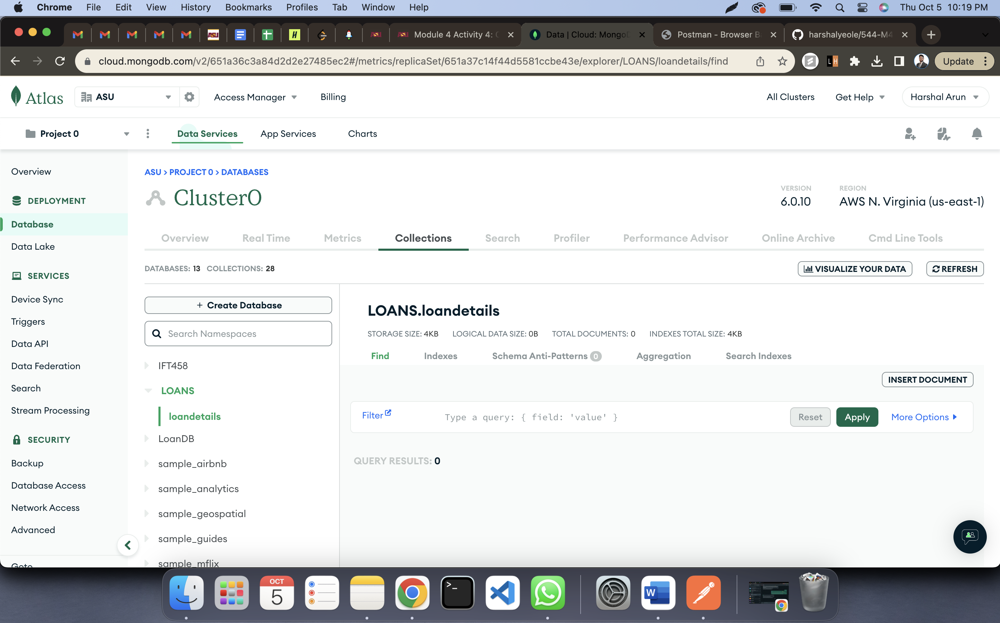 Chrome File Edit View History Bookmarks Profiles Tab Window Help Thu Oct 5 10:19 PM
Module 4 Activity 4: Data | Cloud: MongoD Postman - Browser Ba harshalyeole/544-M4
cloud.mongodb.com/v2/651a36c3a84d2d2e27485ec2#/metrics/replicaSet/651a37c14f44d5581ccbe43e/explorer/LOANS/loandetails/find L H Update
Atlas ASU Access Manager Billing All Clusters Get Help Harshal Arun
Project 0 Data Services App Services Charts
Overview
DEPLOYMENT
Database
Data Lake
SERVICES
Device Sync
Triggers
Data API
Data Federation
Search
Stream Processing
SECURITY
Backup
Database Access
Network Access
Advanced
Goto
ASU > PROJECT 0 > DATABASES
Cluster0
VERSION
6.0.10
REGION
AWS N. Virginia (us-east-1)
Overview Real Time Metrics Collections Search Profiler Performance Advisor Online Archive Cmd Line Tools
DATABASES: 13 COLLECTIONS: 28 VISUALIZE YOUR DATA REFRESH
+ Create Database
Search Namespaces
IFT458
LOANS
loandetails
LoanDB
sample_airbnb
sample_analytics
sample_geospatial
sample_guides
sample_mflix
LOANS.loandetails
STORAGE SIZE: 4KB LOGICAL DATA SIZE: 0B TOTAL DOCUMENTS: 0 INDEXES TOTAL SIZE: 4KB
Find Indexes Schema Anti-Patterns 0 Aggregation Search Indexes
INSERT DOCUMENT
Filter Type a query: { field: 'value' } Reset Apply More Options
QUERY RESULTS: 0
OCT
5
>_
W